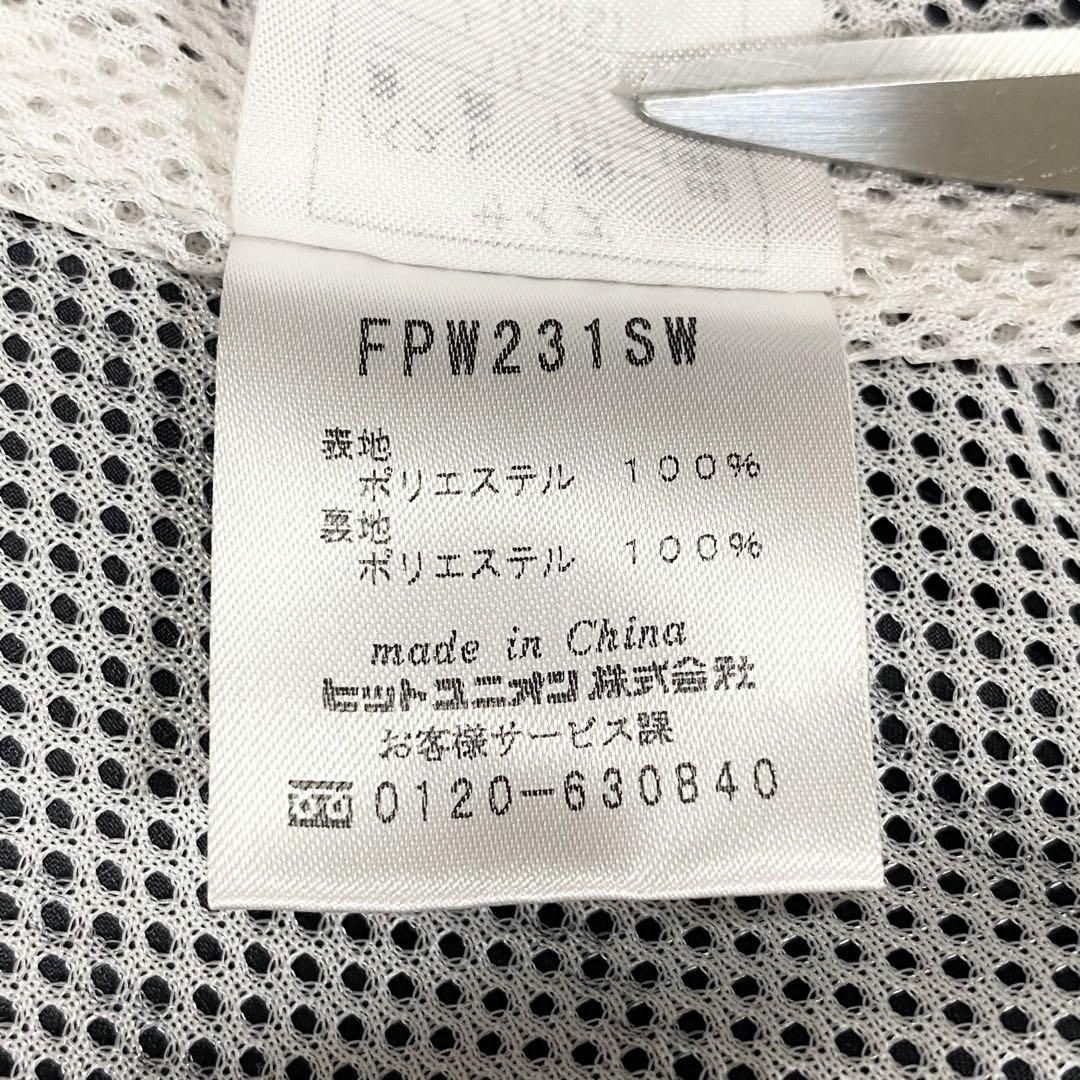 FPW231SW
表地
ポリエステル 100%
裏地
ポリエステル 100%
made in China
ヒットユニオン株式会社
お客様サービス課
0120-630840